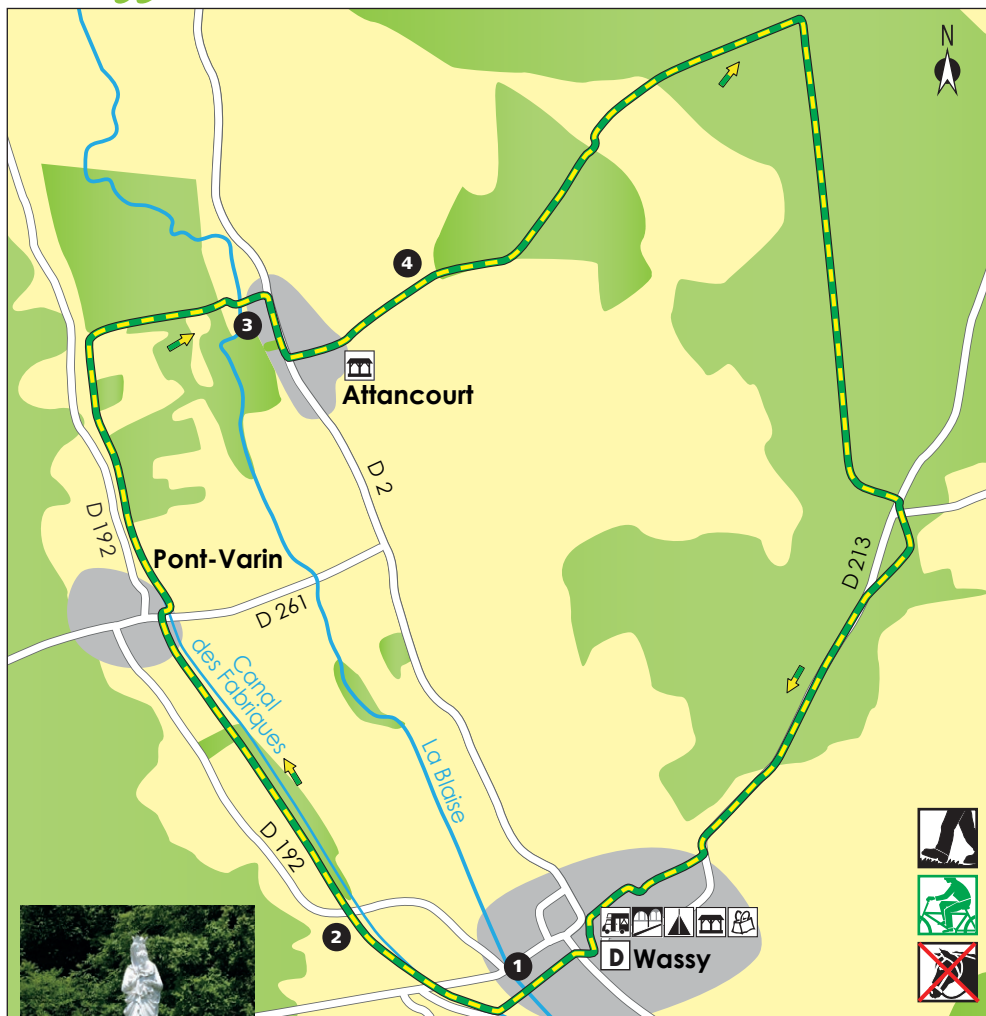 N
4
3
Attancourt
D 2
D 192
Pont-Varin
D 213
D 261
Canal
des Fabriques
La Blaise
D 192
2
1
D Wassy